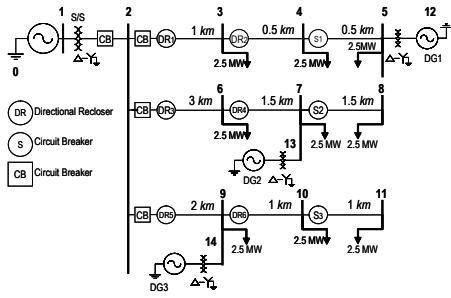 1 S/S 2 3 4 5 12
CB CB DR1 1 km DR2 0.5 km S1 0.5 km
2.5 MW 2.5 MW 2.5MW Δ-Y DG1
0
6 7 8
CB DR3 3 km DR4 1.5 km S2 1.5 km
2.5 MW 2.5 MW 2.5 MW
13
DG2 Δ-Y
DR Directional Recloser
S Circuit Breaker
CB Circuit Breaker
9 10 11
CB DR5 2 km DR6 1 km S3 1 km
14 2.5 MW 2.5 MW 2.5 MW
DG3 Δ-Y